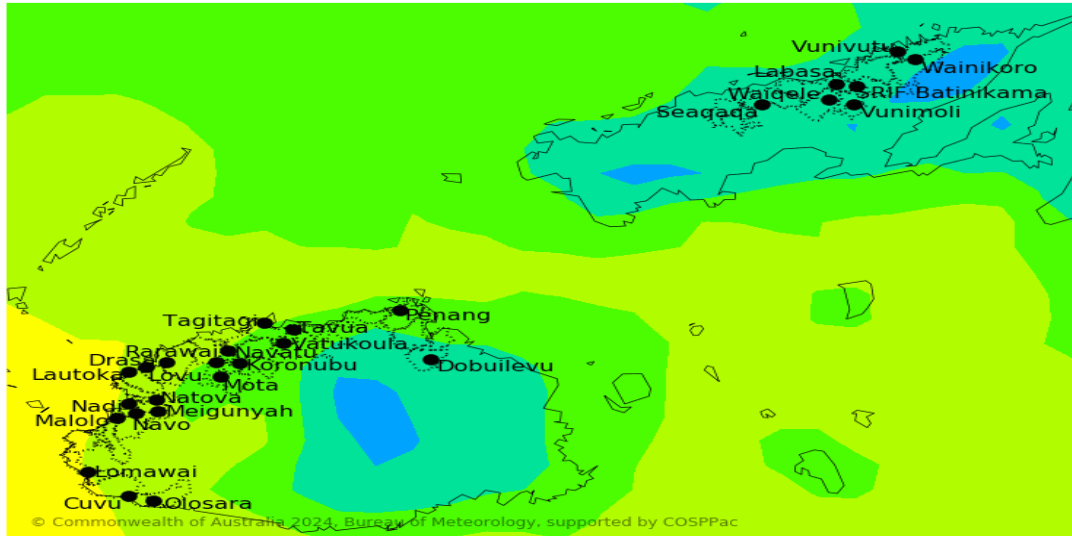 Vunivutu
Wainikoro
Labasa
SRIF Batinikama
Waiqele
Seaqaqa
Vunimoli
Penang
Tagitagi
Tavua
Vatukoula
Rarawai
Navatu
Drasa
Koronubu
Dobuilevu
Lautoka
Lovu
Mota
Natova
Nadi
Meigunyah
Malolo
Navo
Lomawai
Cuvu
Olosara
© Commonwealth of Australia 2024, Bureau of Meteorology, supported by COSPPac